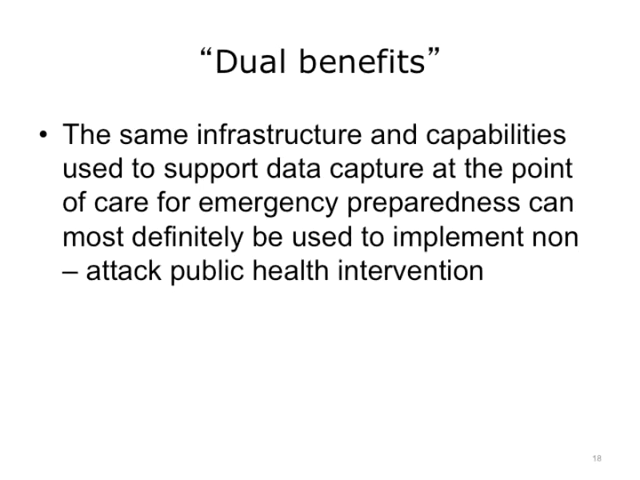 “Dual benefits”
• The same infrastructure and capabilities
used to support data capture at the point
of care for emergency preparedness can
most definitely be used to implement non
– attack public health intervention
18